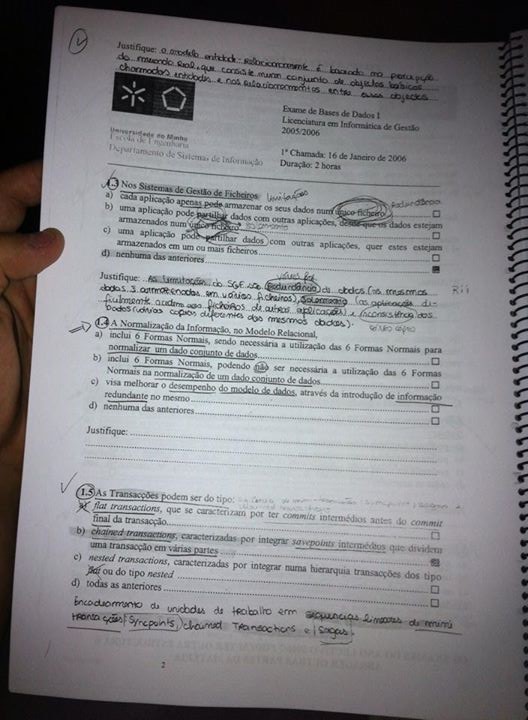 Justifique: O modelo entidade-relacionamento é baseado na percepção
do mundo real, que consiste num conjunto de objectos básicos
chamados entidades e nos relacionamentos entre esses objectos
Exame de Bases de Dados I
Licenciatura em Informática de Gestão
2005/2006
Universidade do Minho
Escola de Engenharia
Departamento de Sistemas de Informação
1ª Chamada: 16 de Janeiro de 2006
Duração: 2 horas
1.3 Nos Sistemas de Gestão de Ficheiros limitações
a) cada aplicação apenas pode armazenar os seus dados num único ficheiro redundância
b) uma aplicação pode partilhar dados com outras aplicações, desde que os dados estejam
armazenados num único ficheiro
c) uma aplicação pode partilhar dados com outras aplicações, quer estes estejam
armazenados em um ou mais ficheiros
d) nenhuma das anteriores
Justifique: As limitações do SGF são redundância de dados (os mesmos
dados armazenados em vários ficheiros), isolamento (as aplicações di-
ficilmente acedem aos ficheiros de outras aplicações) e inconsistência dos
dados (várias cópias diferentes dos mesmos dados).
1.4 A Normalização da Informação, no Modelo Relacional,
a) inclui 6 Formas Normais, sendo necessária a utilização das 6 Formas Normais para
normalizar um dado conjunto de dados
b) inclui 6 Formas Normais, podendo não ser necessária a utilização das 6 Formas
Normais na normalização de um dado conjunto de dados
c) visa melhorar o desempenho do modelo de dados, através da introdução de informação
redundante no mesmo
d) nenhuma das anteriores
Justifique:
1.5 As Transacções podem ser do tipo:
a) flat transactions, que se caracterizam por ter commits intermédios antes do commit
final da transacção
b) chained transactions, caracterizadas por integrar savepoints intermédios que dividem
uma transacção em várias partes
c) nested transactions, caracterizadas por integrar numa hierarquia transacções dos tipo
flat ou do tipo nested
d) todas as anteriores
Encadeamento de unidades de trabalho em sequências lineares de mini
transacções (Syncpoints), chained Transactions e Sagas
2